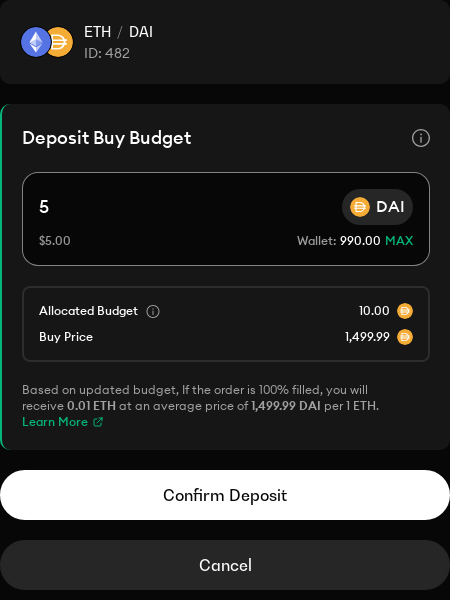 ETH / DAI
ID: 482
Deposit Buy Budget
5
DAI
$5.00
Wallet: 990.00 MAX
Allocated Budget
10.00
Buy Price
1,499.99
Based on updated budget, If the order is 100% filled, you will
receive 0.01 ETH at an average price of 1,499.99 DAI per 1 ETH.
Learn More
Confirm Deposit
Cancel